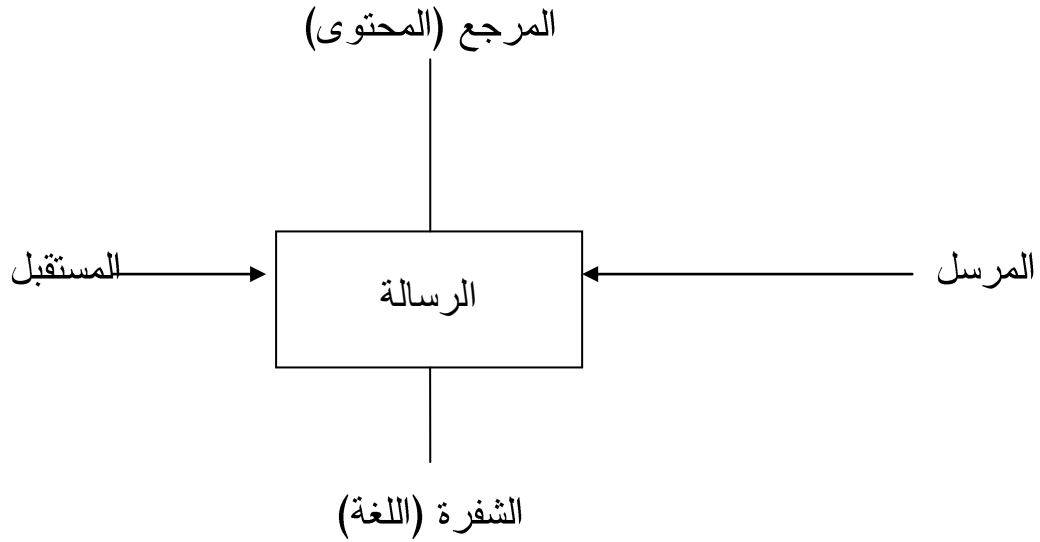 المرجع (المحتوى)
المرسل
الرسالة
المستقبل
الشفرة (اللغة)